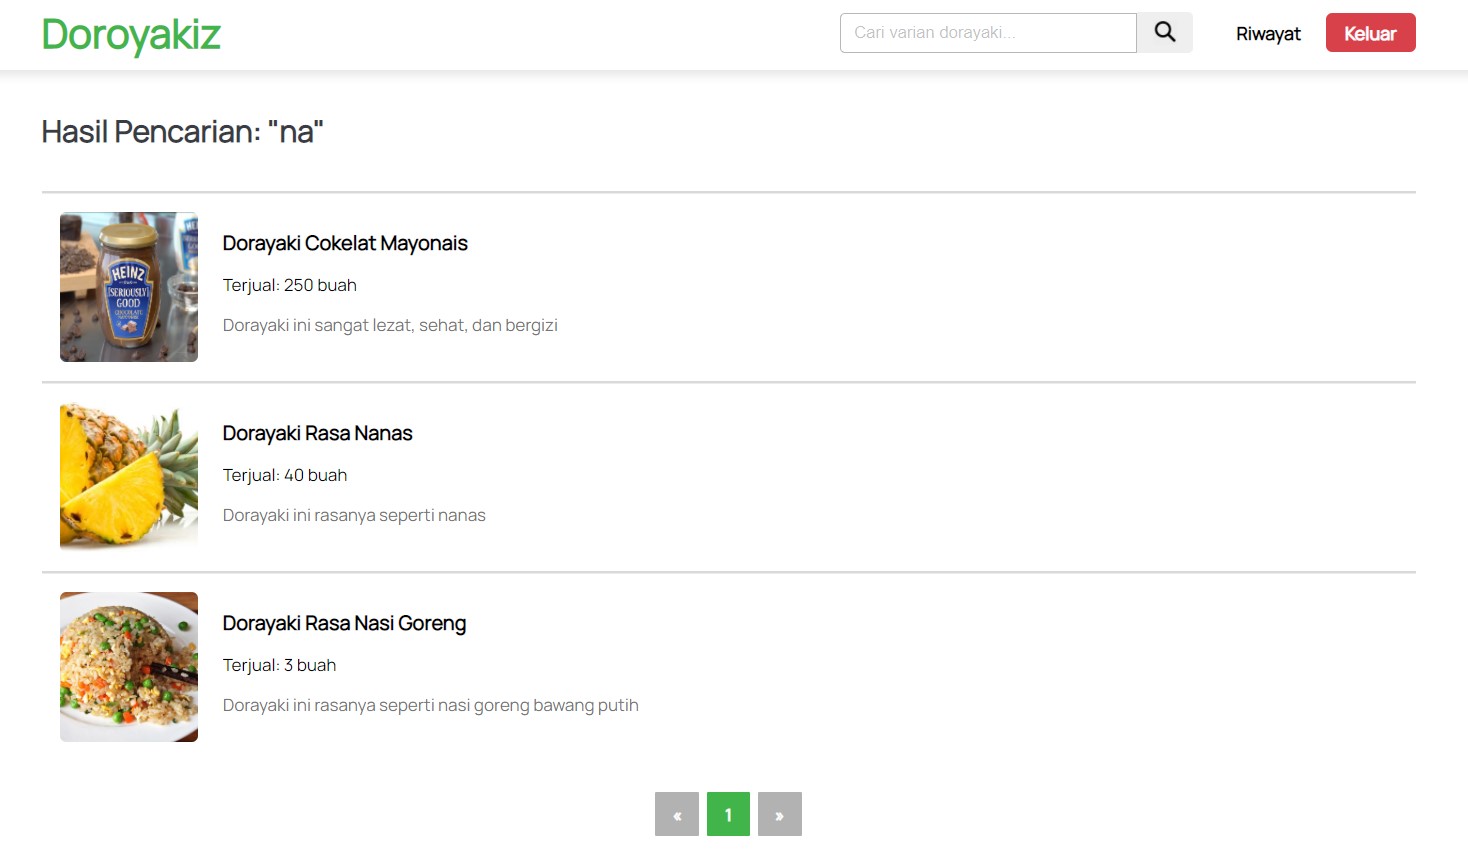 Doroyakiz
Cari varian dorayaki...
Riwayat
Keluar
Hasil Pencarian: "na"
HEINZ
[SERIOUSLY]
GOOD
CHOCOLATE
Dorayaki Cokelat Mayonais
Terjual: 250 buah
Dorayaki ini sangat lezat, sehat, dan bergizi
Dorayaki Rasa Nanas
Terjual: 40 buah
Dorayaki ini rasanya seperti nanas
Dorayaki Rasa Nasi Goreng
Terjual: 3 buah
Dorayaki ini rasanya seperti nasi goreng bawang putih
« 1 »